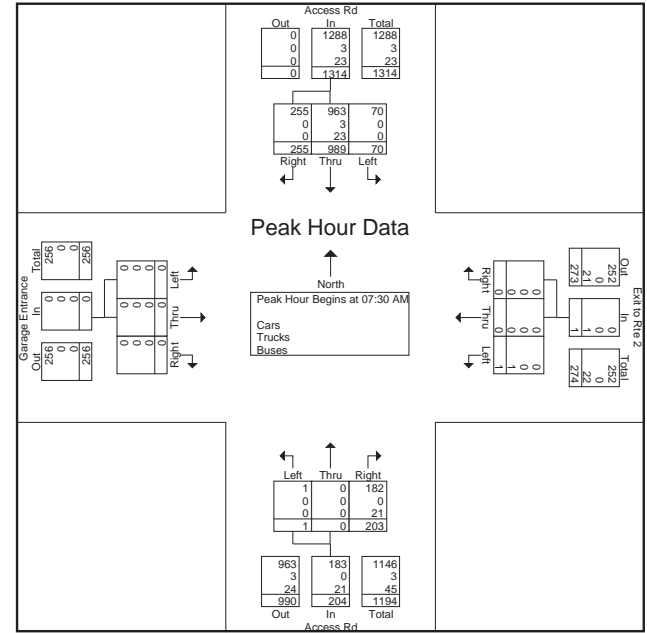 Access Rd
Out In Total
0 1288 1288
0 3 3
0 23 23
0 1314 1314
255 963 70
0 3 0
0 23 0
255 989 70
Right Thru Left
Peak Hour Data
North
Peak Hour Begins at 07:30 AM
Cars
Trucks
Buses
Garage Entrance
Total
256
0
0
256
In
0
0
0
0
Out
256
0
0
256
Left
0
0
0
0
Thru
0
0
0
0
Right
0
0
0
0
Right
0
0
0
0
Thru
0
0
0
0
Left
0
0
1
1
Out
252
0
21
273
In
0
0
1
1
Total
252
0
22
274
Exit to Rte 2
Left Thru Right
1 0 182
0 0 0
0 0 21
1 0 203
963 183 1146
3 0 3
24 21 45
990 204 1194
Out In Total
Access Rd